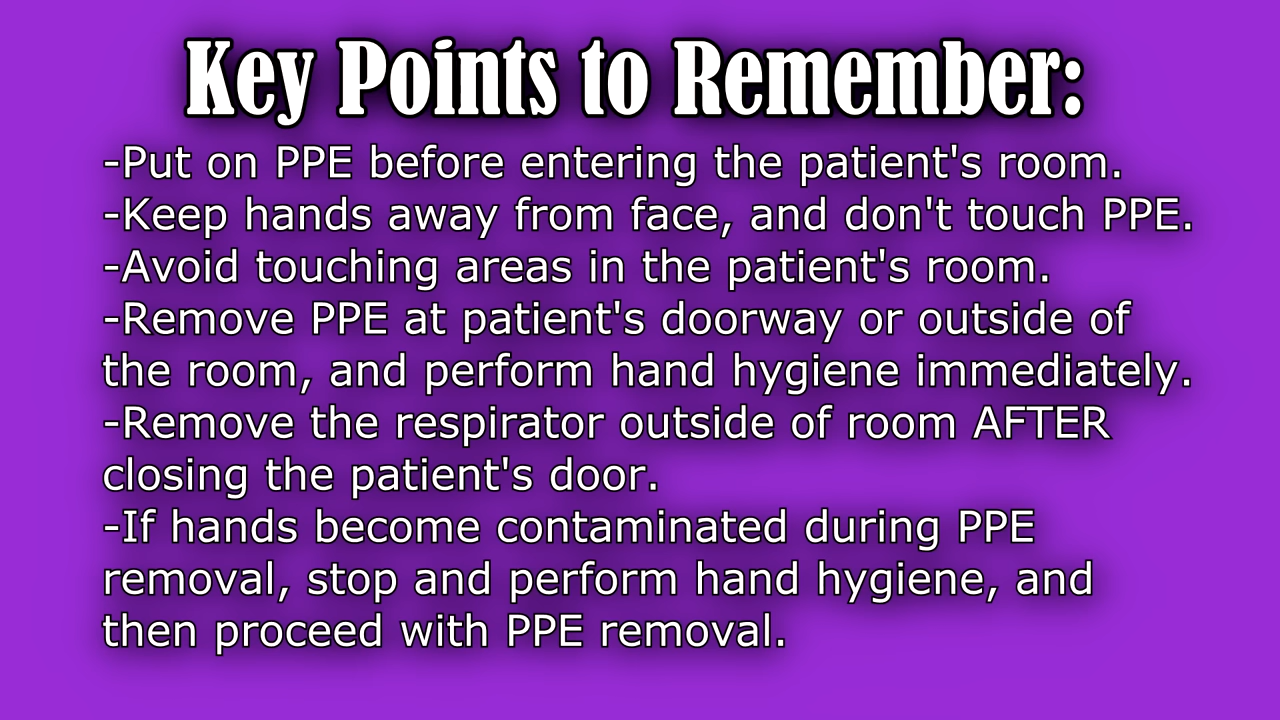 Key Points to Remember:
-Put on PPE before entering the patient's room.
-Keep hands away from face, and don't touch PPE.
-Avoid touching areas in the patient's room.
-Remove PPE at patient's doorway or outside of
the room, and perform hand hygiene immediately.
-Remove the respirator outside of room AFTER
closing the patient's door.
-If hands become contaminated during PPE
removal, stop and perform hand hygiene, and
then proceed with PPE removal.